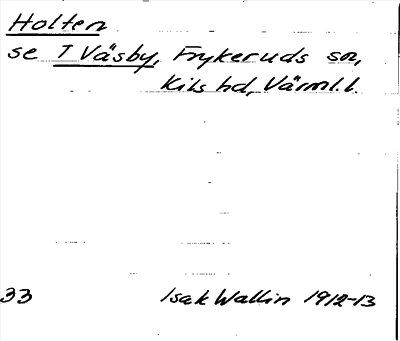 Holten
se T Väsby, Frykeruds sn,
Kils hd, Värml. l.
33 Isak Wallin 1912-13